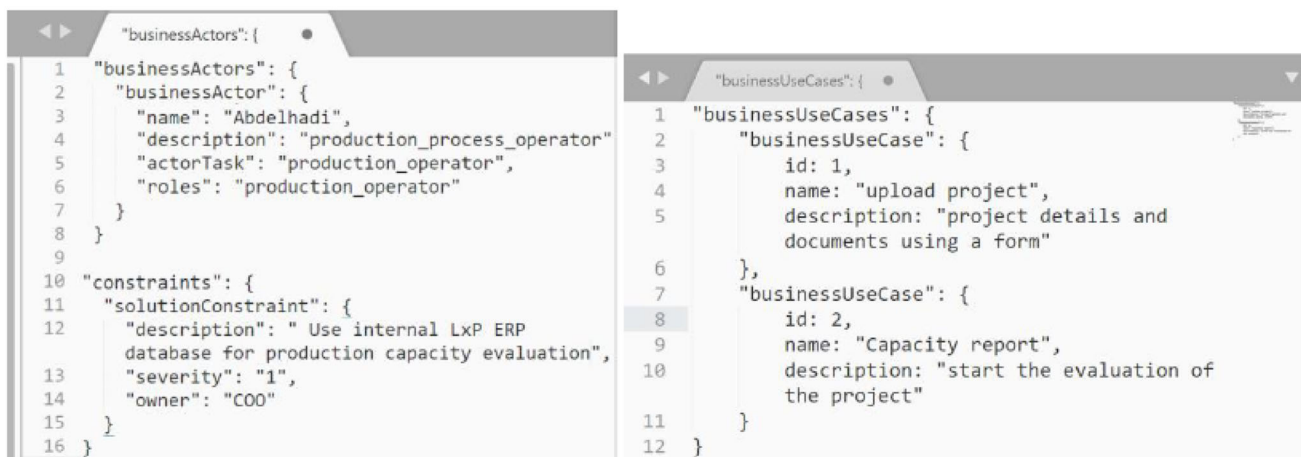 "businessActors": {
1 "businessActors": {
2 "businessActor": {
3 "name": "Abdelhadi",
4 "description": "production_process_operator"
5 "actorTask": "production_operator",
6 "roles": "production_operator"
7 }
8 }
9
10 "constraints": {
11 "solutionConstraint": {
12 "description": " Use internal LxP ERP
database for production capacity evaluation",
13 "severity": "1",
14 "owner": "COO"
15 }
16 }
"businessUseCases": {
1 "businessUseCases": {
2 "businessUseCase": {
3 id: 1,
4 name: "upload project",
5 description: "project details and
documents using a form"
6 },
7 "businessUseCase": {
8 id: 2,
9 name: "Capacity report",
10 description: "start the evaluation of
the project"
11 }
12 }